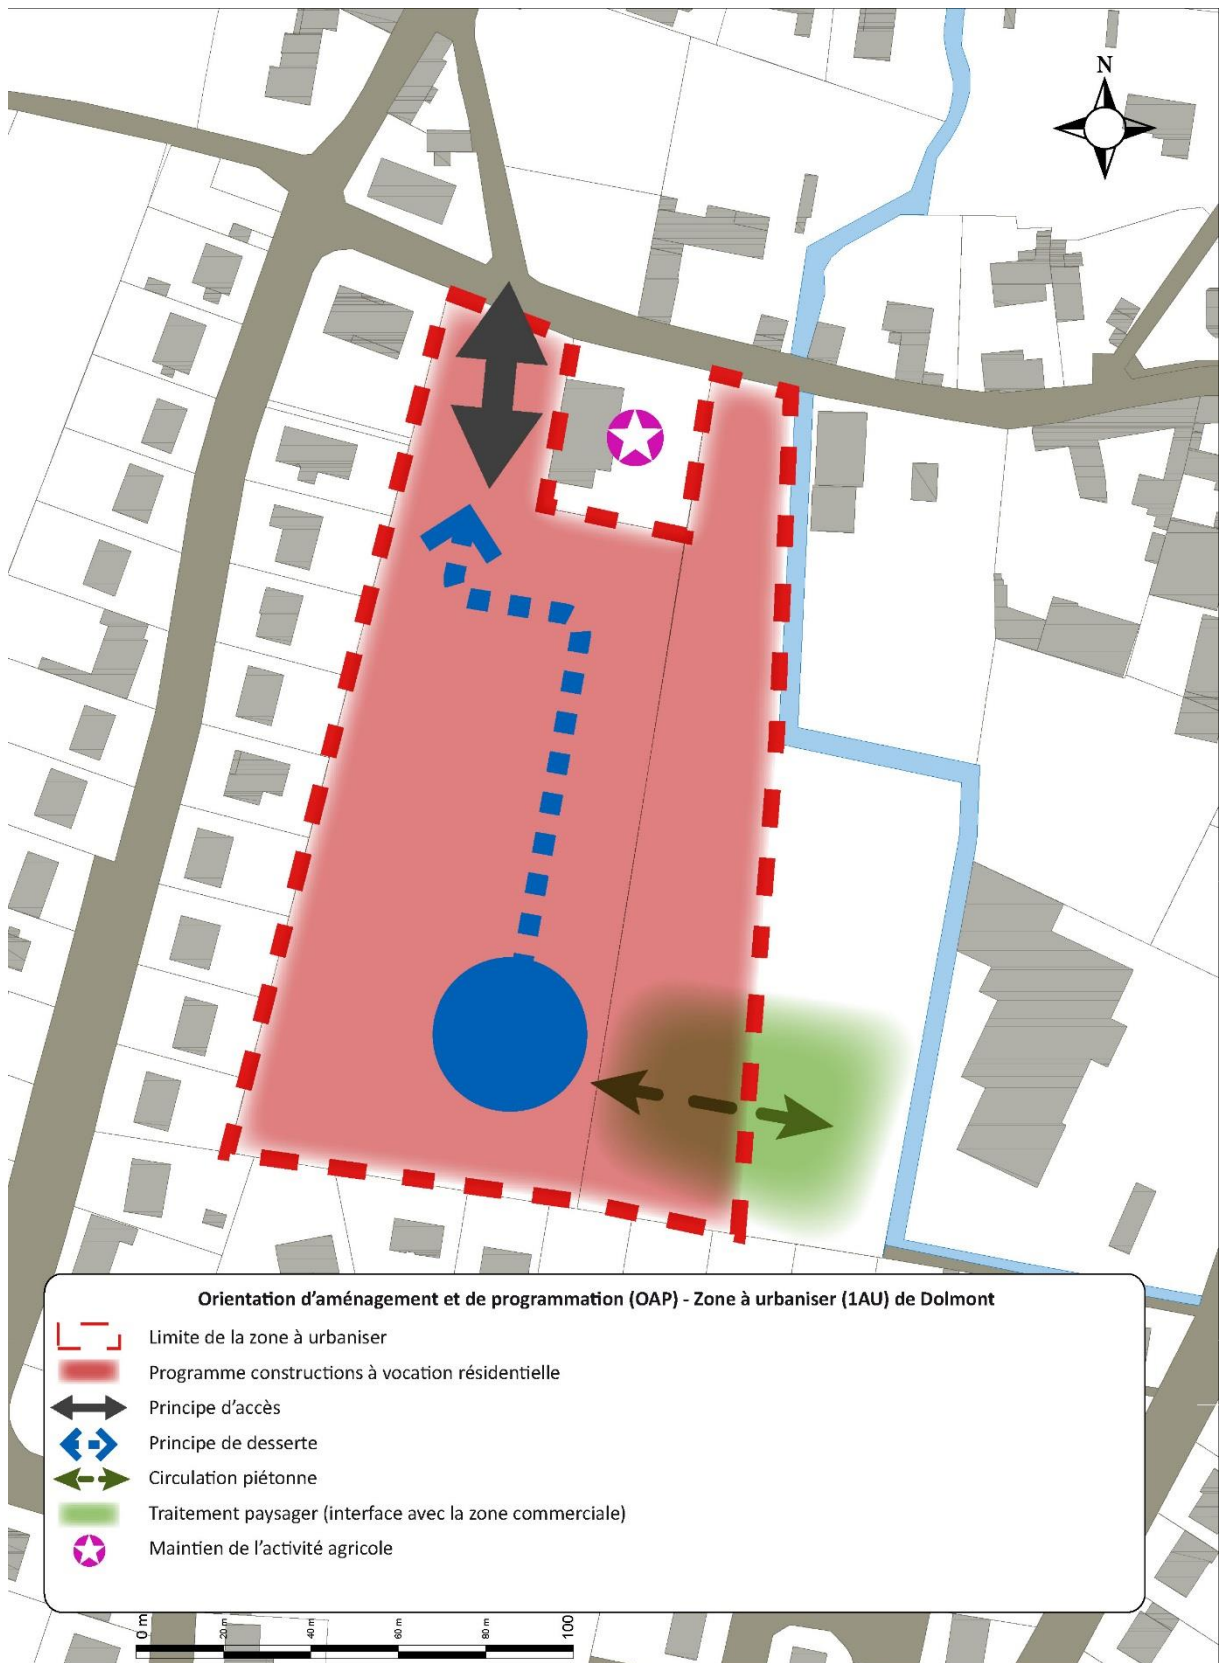 N
Orientation d'aménagement et de programmation (OAP) - Zone à urbaniser (1AU) de Dolmont
Limite de la zone à urbaniser
Programme constructions à vocation résidentielle
Principe d'accès
Principe de desserte
Circulation piétonne
Traitement paysager (interface avec la zone commerciale)
Maintien de l'activité agricole
0 m
20 m
40 m
60 m
80 m
100